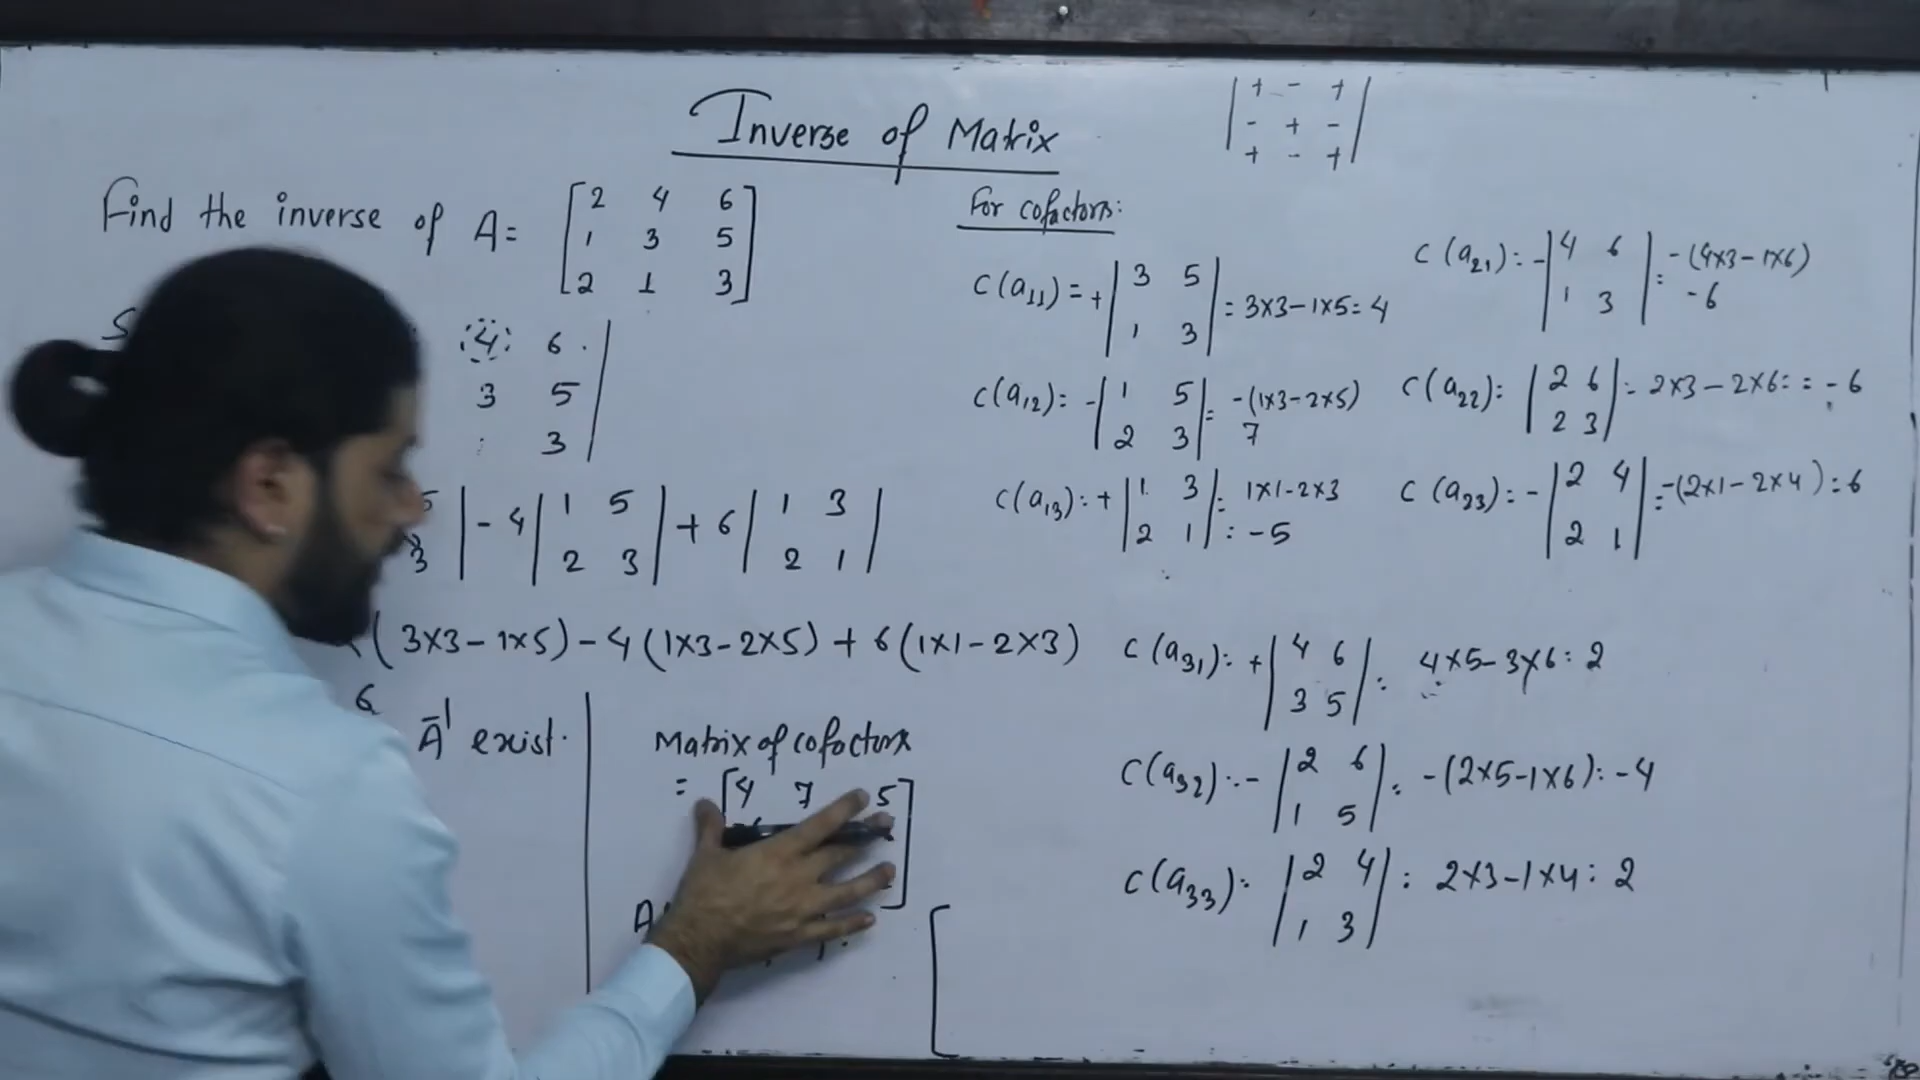 Inverse of Matrix
+ - +
- + -
+ - +
Find the inverse of A= [2 4 6
1 3 5
2 1 3]
4 6
3 5
3
- 4 |1 5
2 3| + 6 |1 3
2 1|
(3×3-1×5)-4(1×3-2×5)+6(1×1-2×3)
6
A⁻¹ exist.
Matrix of cofactors
= [4 7 5
For cofactors:
C(a₁₁) = + |3 5
1 3| = 3×3-1×5= 4
C(a₁₂)= - |1 5
2 3| = -(1×3-2×5)
7
C(a₁₃)= + |1 3
2 1| = 1×1-2×3
= -5
C(a₂₁)= - |4 6
1 3| = -(4×3-1×6)
-6
C(a₂₂)= |2 6
2 3| = 2×3-2×6= = -6
C(a₂₃)= - |2 4
2 1| = -(2×1-2×4)=6
C(a₃₁)= + |4 6
3 5| = 4×5-3×6= 2
C(a₃₂)= - |2 6
1 5| = -(2×5-1×6)= -4
C(a₃₃)= |2 4
1 3| = 2×3-1×4= 2